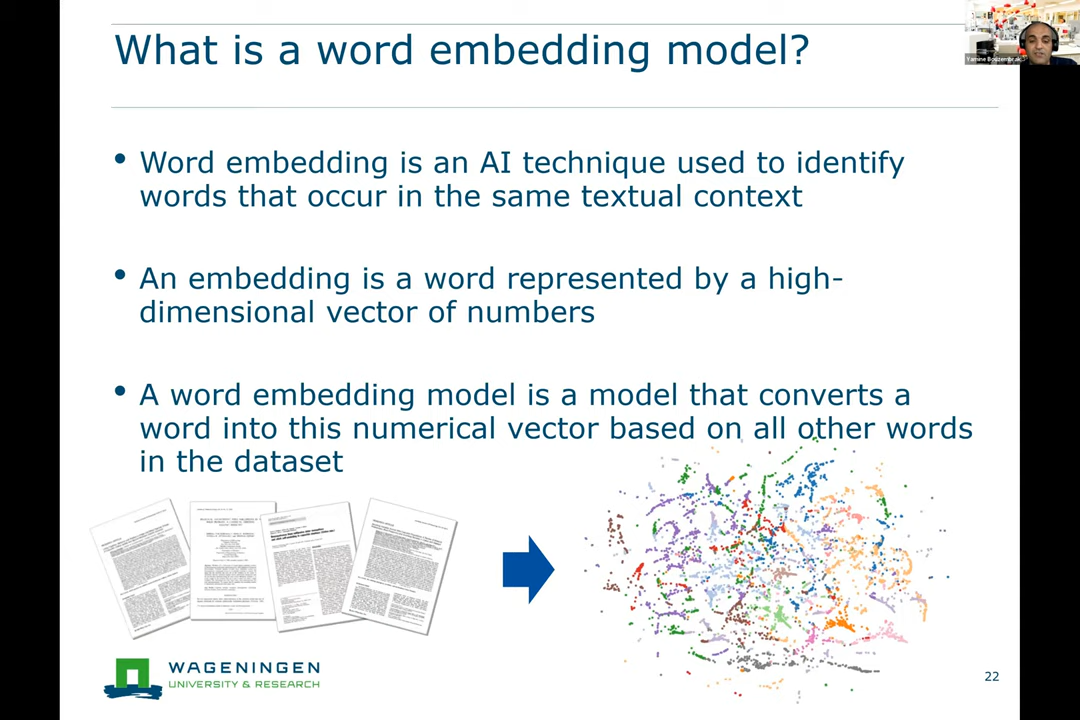 What is a word embedding model?
• Word embedding is an AI technique used to identify
words that occur in the same textual context
• An embedding is a word represented by a high-
dimensional vector of numbers
• A word embedding model is a model that converts a
word into this numerical vector based on all other words
in the dataset
WAGENINGEN
UNIVERSITY & RESEARCH
22